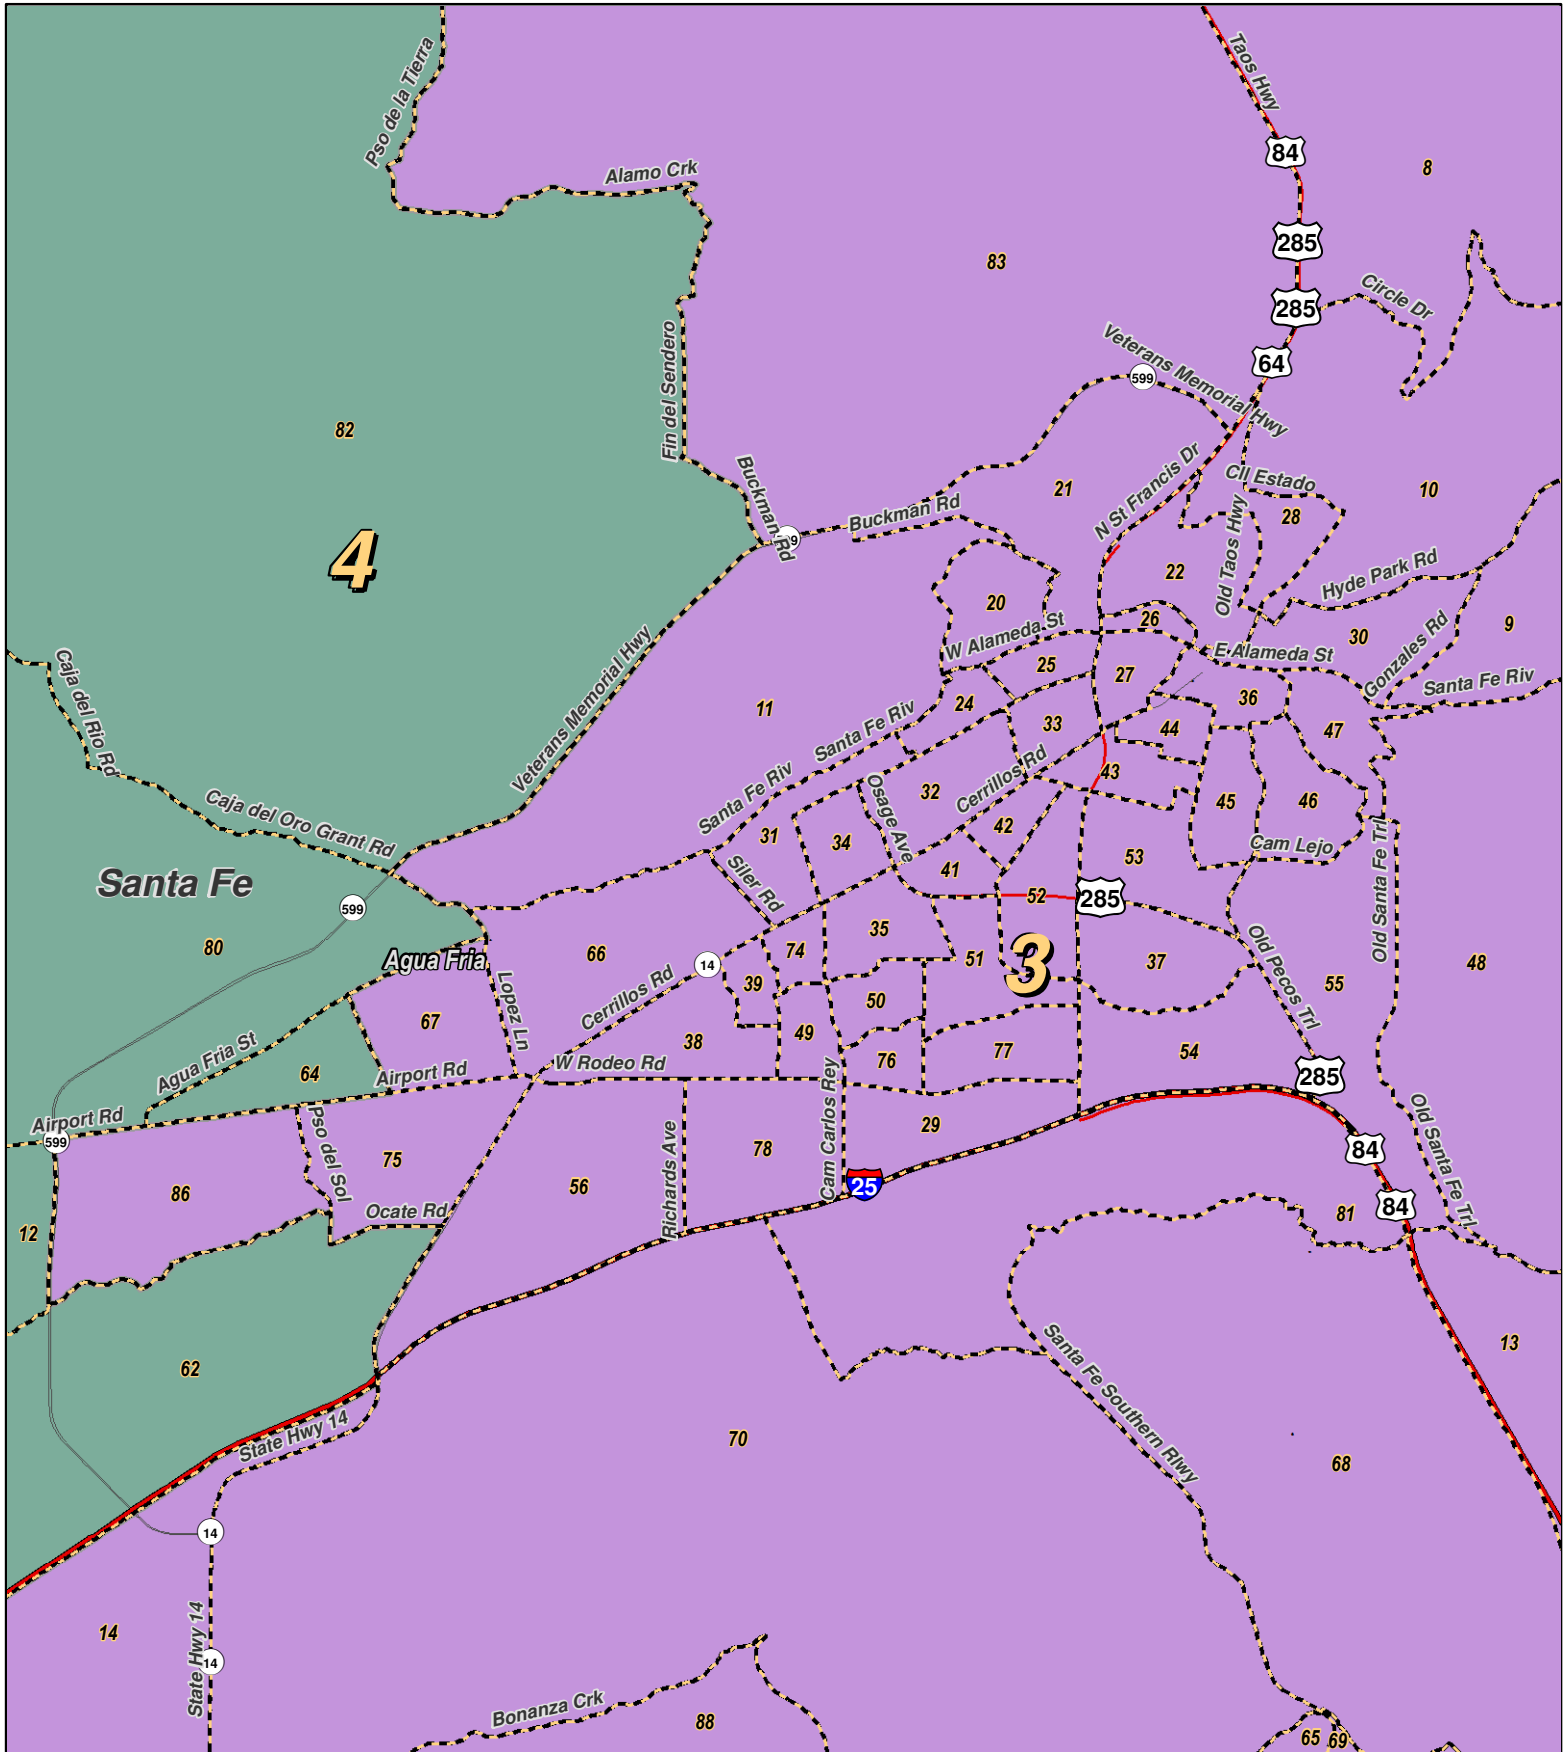 Pso de la Tierra
Taos Hwy
84
8
Alamo Crk
285
83
Circle Dr
285
Fin del Sendero
Veterans Memorial Hwy
64
599
82
Buckman Rd
N St Francis Dr
Cll Estado
21
10
Buckman Rd
28
4
Old Taos Hwy
22
Hyde Park Rd
20
26
W Alameda St
30
9
Gonzales Rd
E Alameda St
25
27
Santa Fe Riv
Caja del Rio Rd
Veterans Memorial Hwy
11
24
36
Santa Fe Riv
33
44
47
43
Cerrillos Rd
Santa Fe Riv
32
Osage Ave
45
46
Caja del Oro Grant Rd
31
34
42
Cam Lejo
53
Old Santa Fe Trl
Siler Rd
41
Santa Fe
52
285
599
35
80
66
74
51
3
37
Old Pecos Trl
48
Agua Fria
14
39
55
Lopez Ln
Cerrillos Rd
50
67
38
49
54
Agua Fria St
W Rodeo Rd
76
77
64
Airport Rd
285
Cam Carlos Rey
Airport Rd
Pso del Sol
29
Old Santa Fe Trl
599
75
Richards Ave
78
84
86
56
25
84
Ocate Rd
81
12
13
62
Santa Fe Southern Rlwy
State Hwy 14
70
68
14
14
State Hwy 14
14
Bonanza Crk
88
65
69